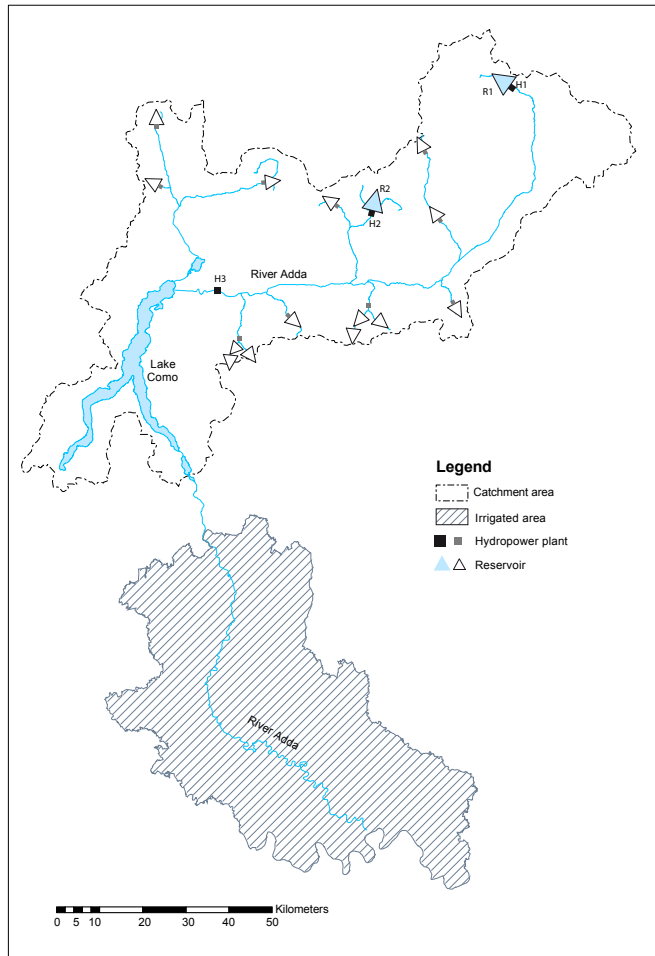 H1
R1
R2
H2
H3
River Adda
Lake
Como
Legend
Catchment area
Irrigated area
Hydropower plant
Reservoir
River Adda
Kilometers
0 5 10 20 30 40 50